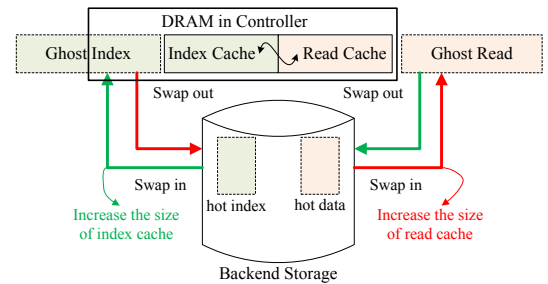 DRAM in Controller
Ghost Index
Index Cache
Read Cache
Ghost Read
Swap out
Swap out
Swap in
Swap in
hot index
hot data
Increase the size
of index cache
Increase the size
of read cache
Backend Storage